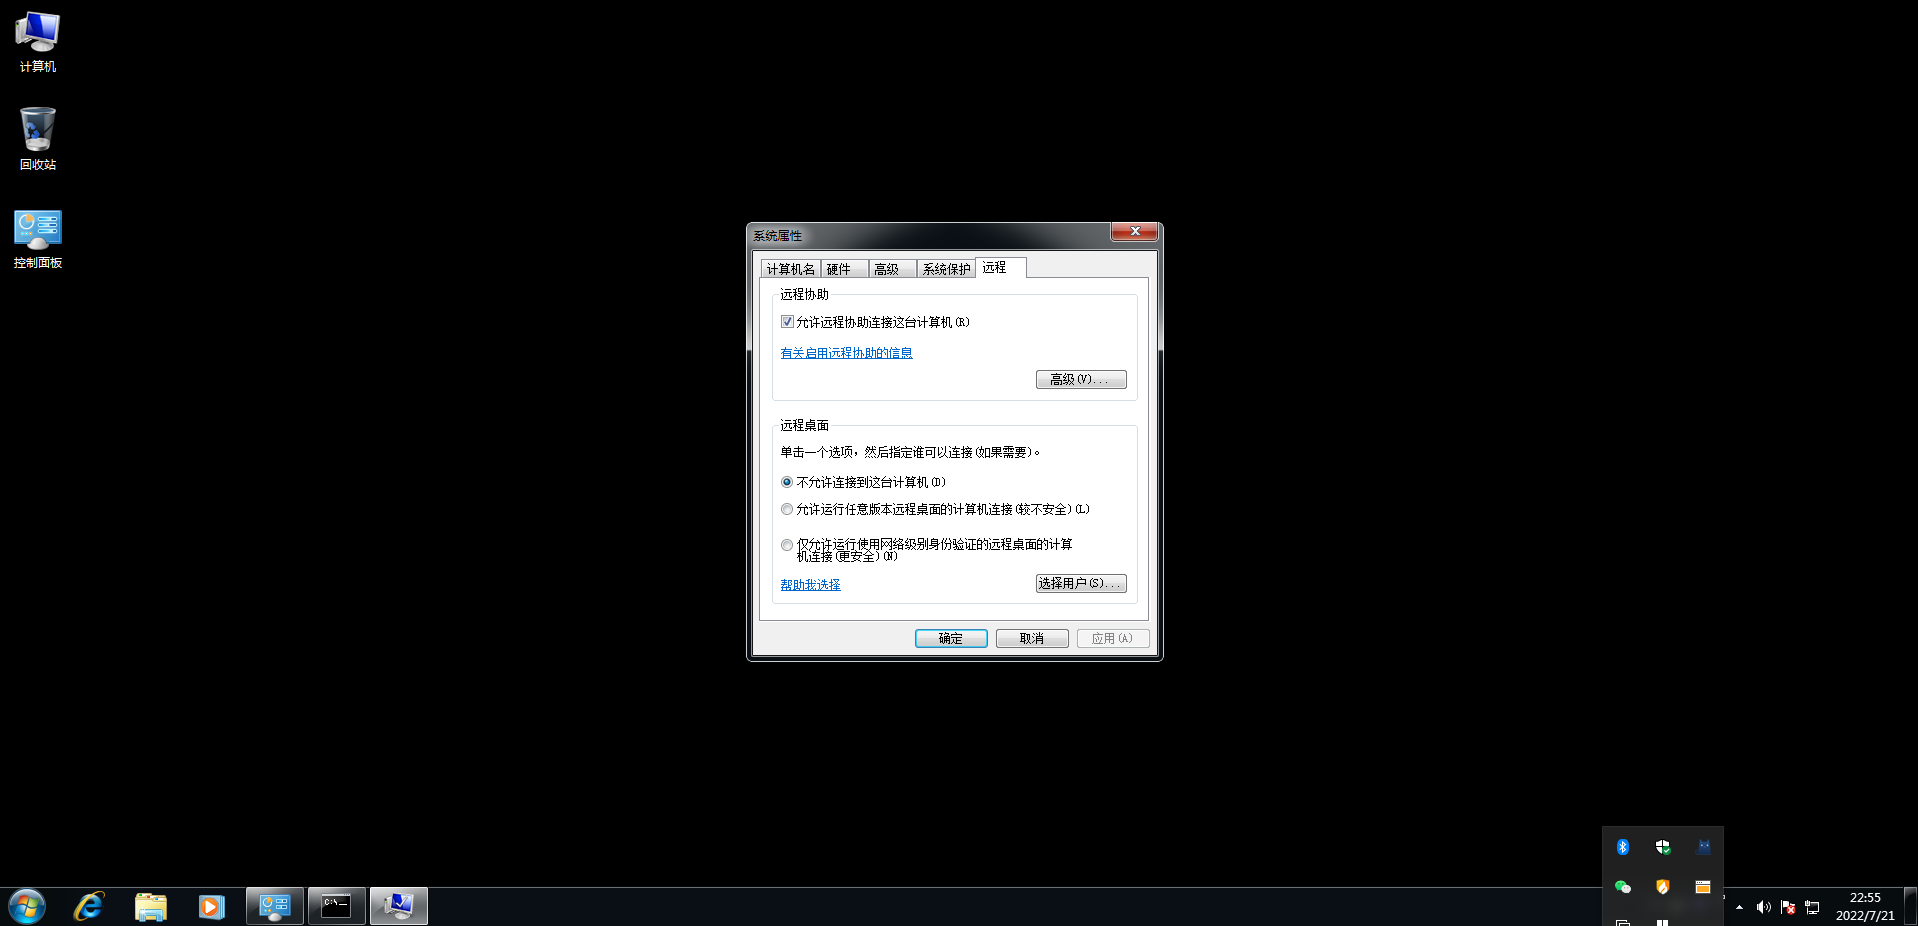 计算机
回收站
控制面板
系统属性
计算机名
硬件
高级
系统保护
远程
远程协助
允许远程协助连接这台计算机(R)
有关启用远程协助的信息
高级(V)...
远程桌面
单击一个选项，然后指定谁可以连接(如果需要)。
不允许连接到这台计算机(D)
允许运行任意版本远程桌面的计算机连接(较不安全)(L)
仅允许运行使用网络级别身份验证的远程桌面的计算
机连接(更安全)(N)
帮助我选择
选择用户(S)...
确定
取消
应用(A)
C:\._
22:55
2022/7/21